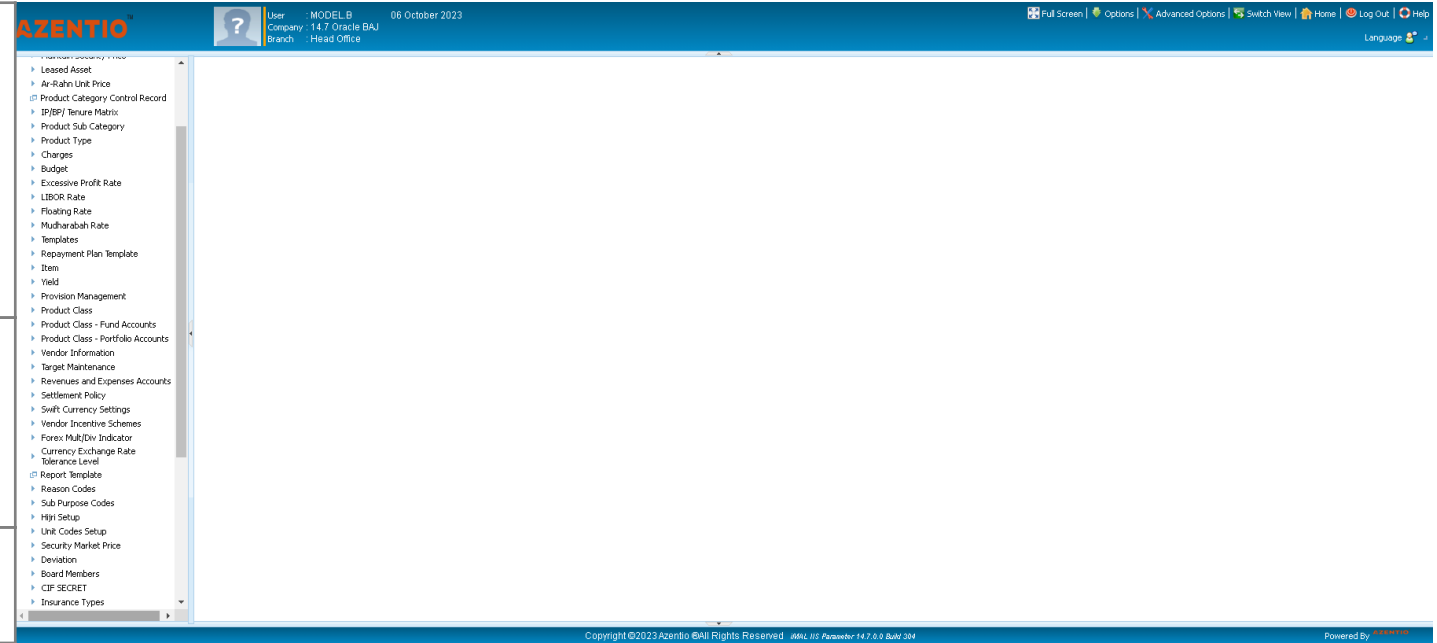 AZENTIO
TM
?
User : MODEL.B 06 October 2023
Company : 14.7 Oracle BAJ
Branch : Head Office
Full Screen | Options | Advanced Options | Switch View | Home | Log Out | Help
Language
Maintain Security Price
Leased Asset
Ar-Rahn Unit Price
Product Category Control Record
IP/BP/ Tenure Matrix
Product Sub Category
Product Type
Charges
Budget
Excessive Profit Rate
LIBOR Rate
Floating Rate
Mudharabah Rate
Templates
Repayment Plan Template
Item
Yield
Provision Management
Product Class
Product Class - Fund Accounts
Product Class - Portfolio Accounts
Vendor Information
Target Maintenance
Revenues and Expenses Accounts
Settlement Policy
Swift Currency Settings
Vendor Incentive Schemes
Forex Mult/Div Indicator
Currency Exchange Rate
Tolerance Level
Report Template
Reason Codes
Sub Purpose Codes
Hijri Setup
Unit Codes Setup
Security Market Price
Deviation
Board Members
CIF SECRET
Insurance Types
Copyright ©2023 Azentio ®All Rights Reserved iMAL IIS Parameter 14.7.0.0 Build 304
Powered By AZENTIO